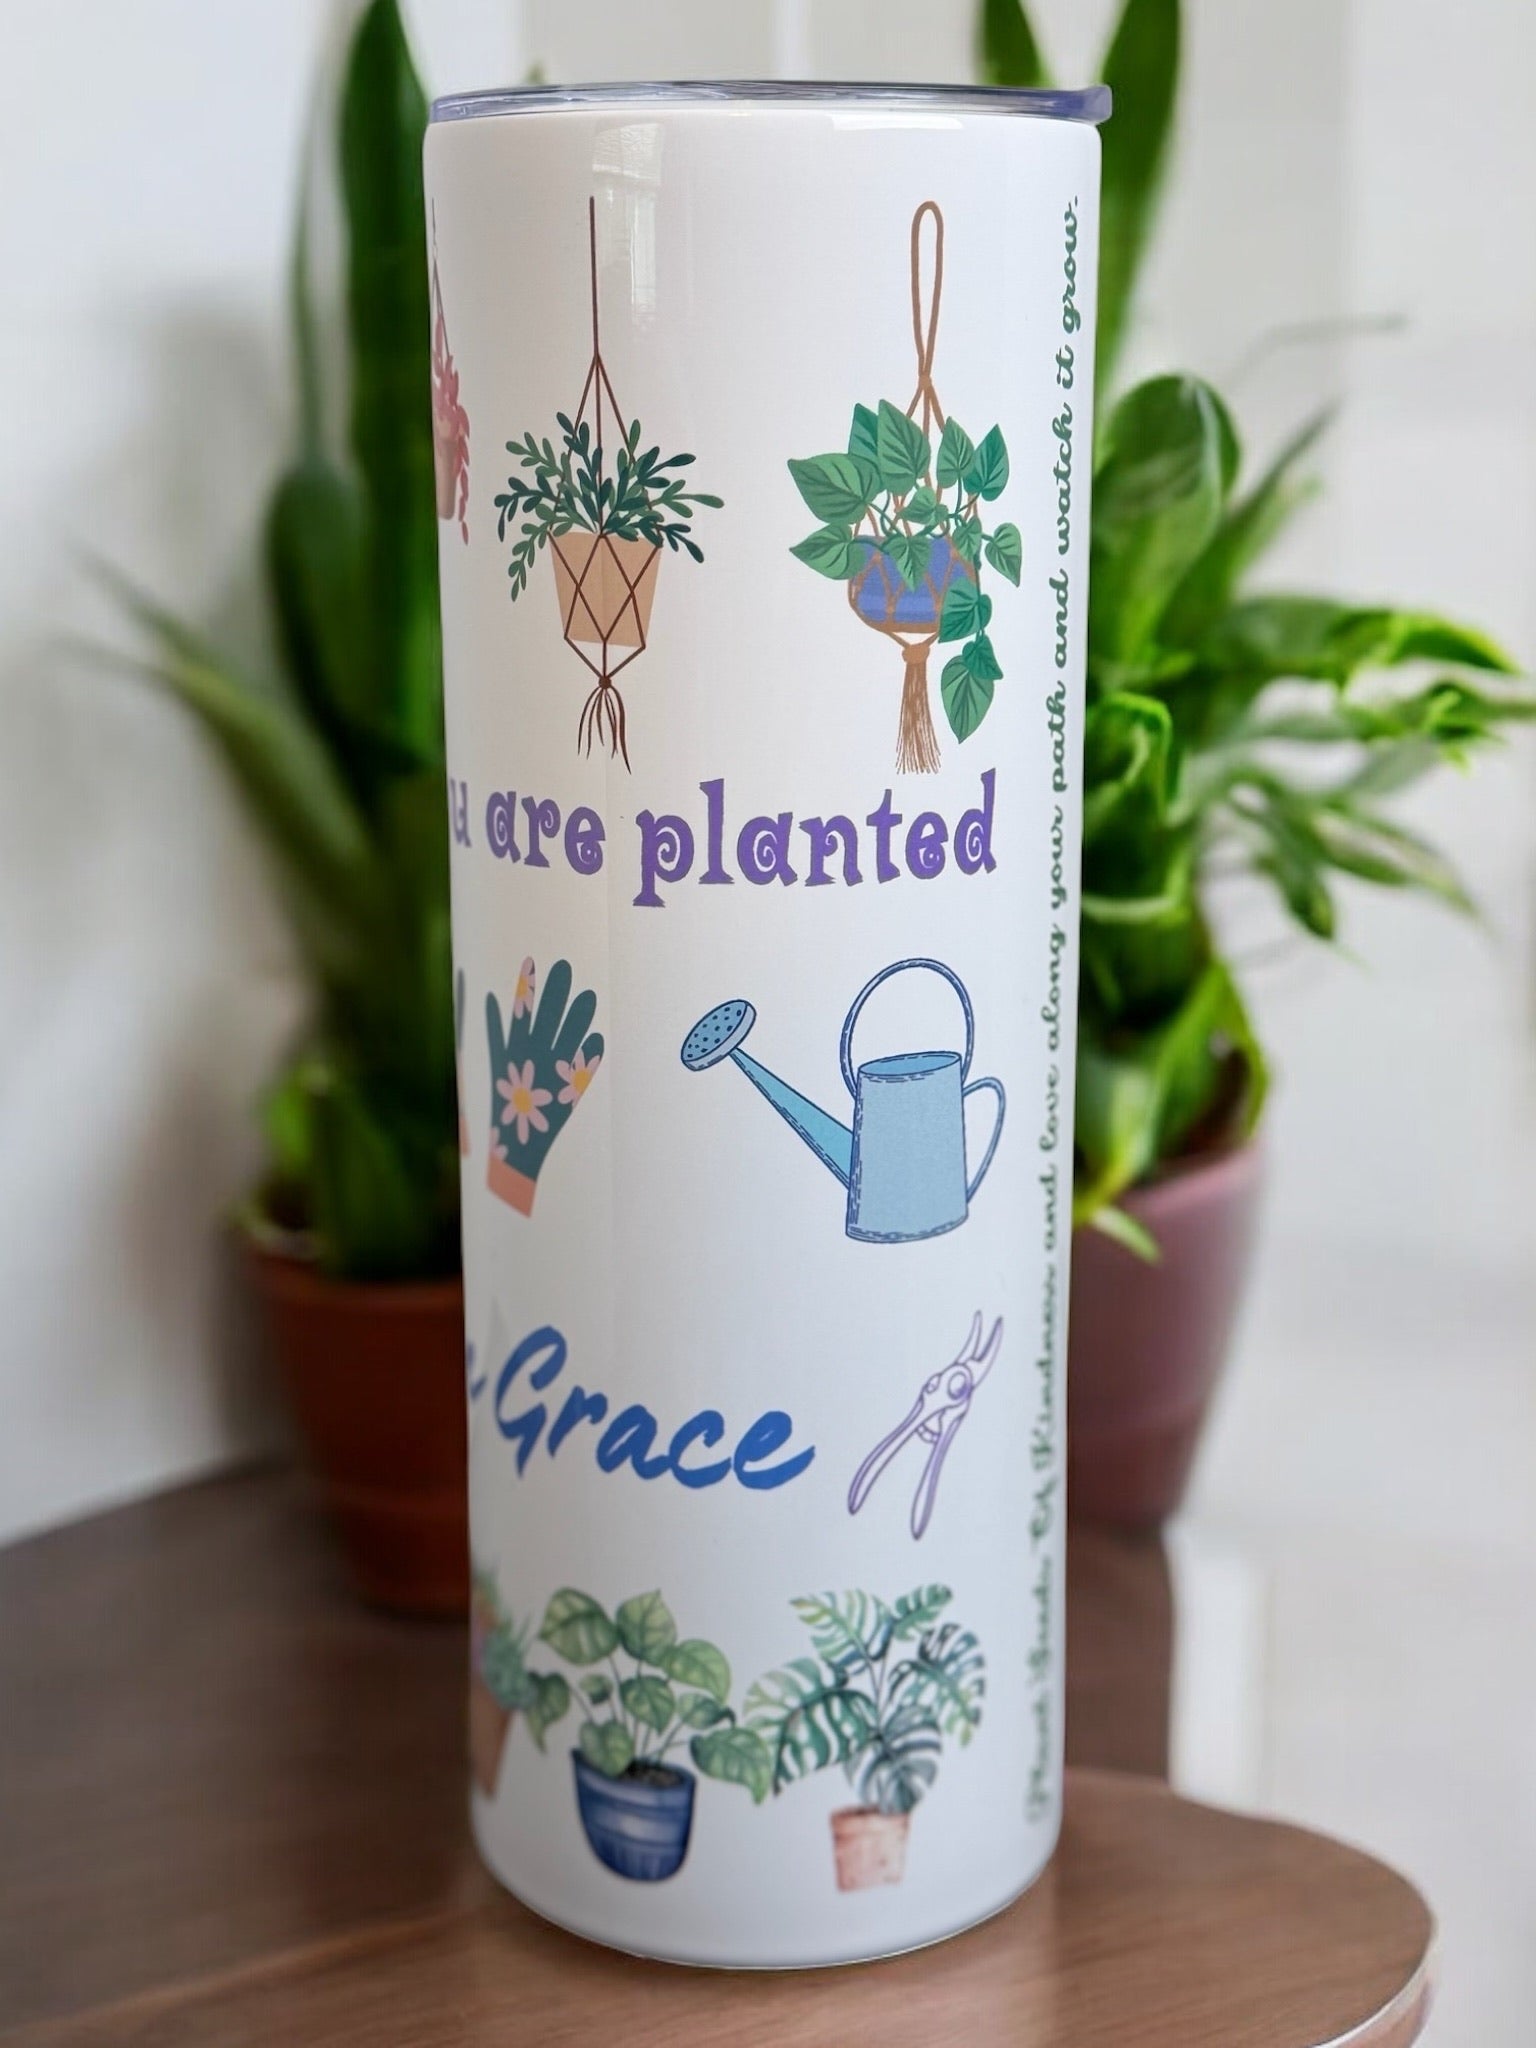 u are planted
Grace
Plant Seeds Of Kindness and love along your path and watch it grow.